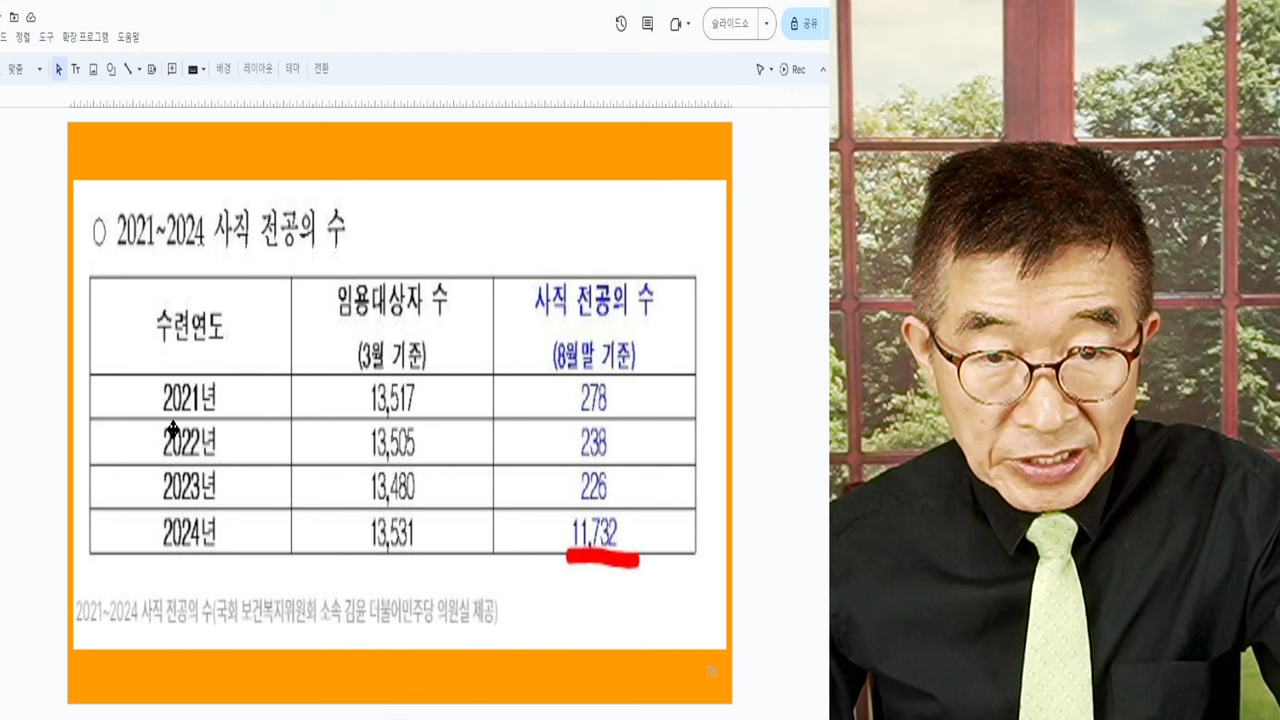 드 정렬 도구 확장 프로그램 도움말
슬라이드쇼
공유
맞춤
Tт
배경 레이아웃 테마 전환
Rec
○ 2021~2024 사직 전공의 수
수련연도 임용대상자 수 (3월 기준) 사직 전공의 수 (8월말 기준)
2021년 13,517 278
2022년 13,505 238
2023년 13,480 226
2024년 13,531 11,732
2021~2024 사직 전공의 수(국회 보건복지위원회 소속 김윤 더불어민주당 의원실 제공)
78